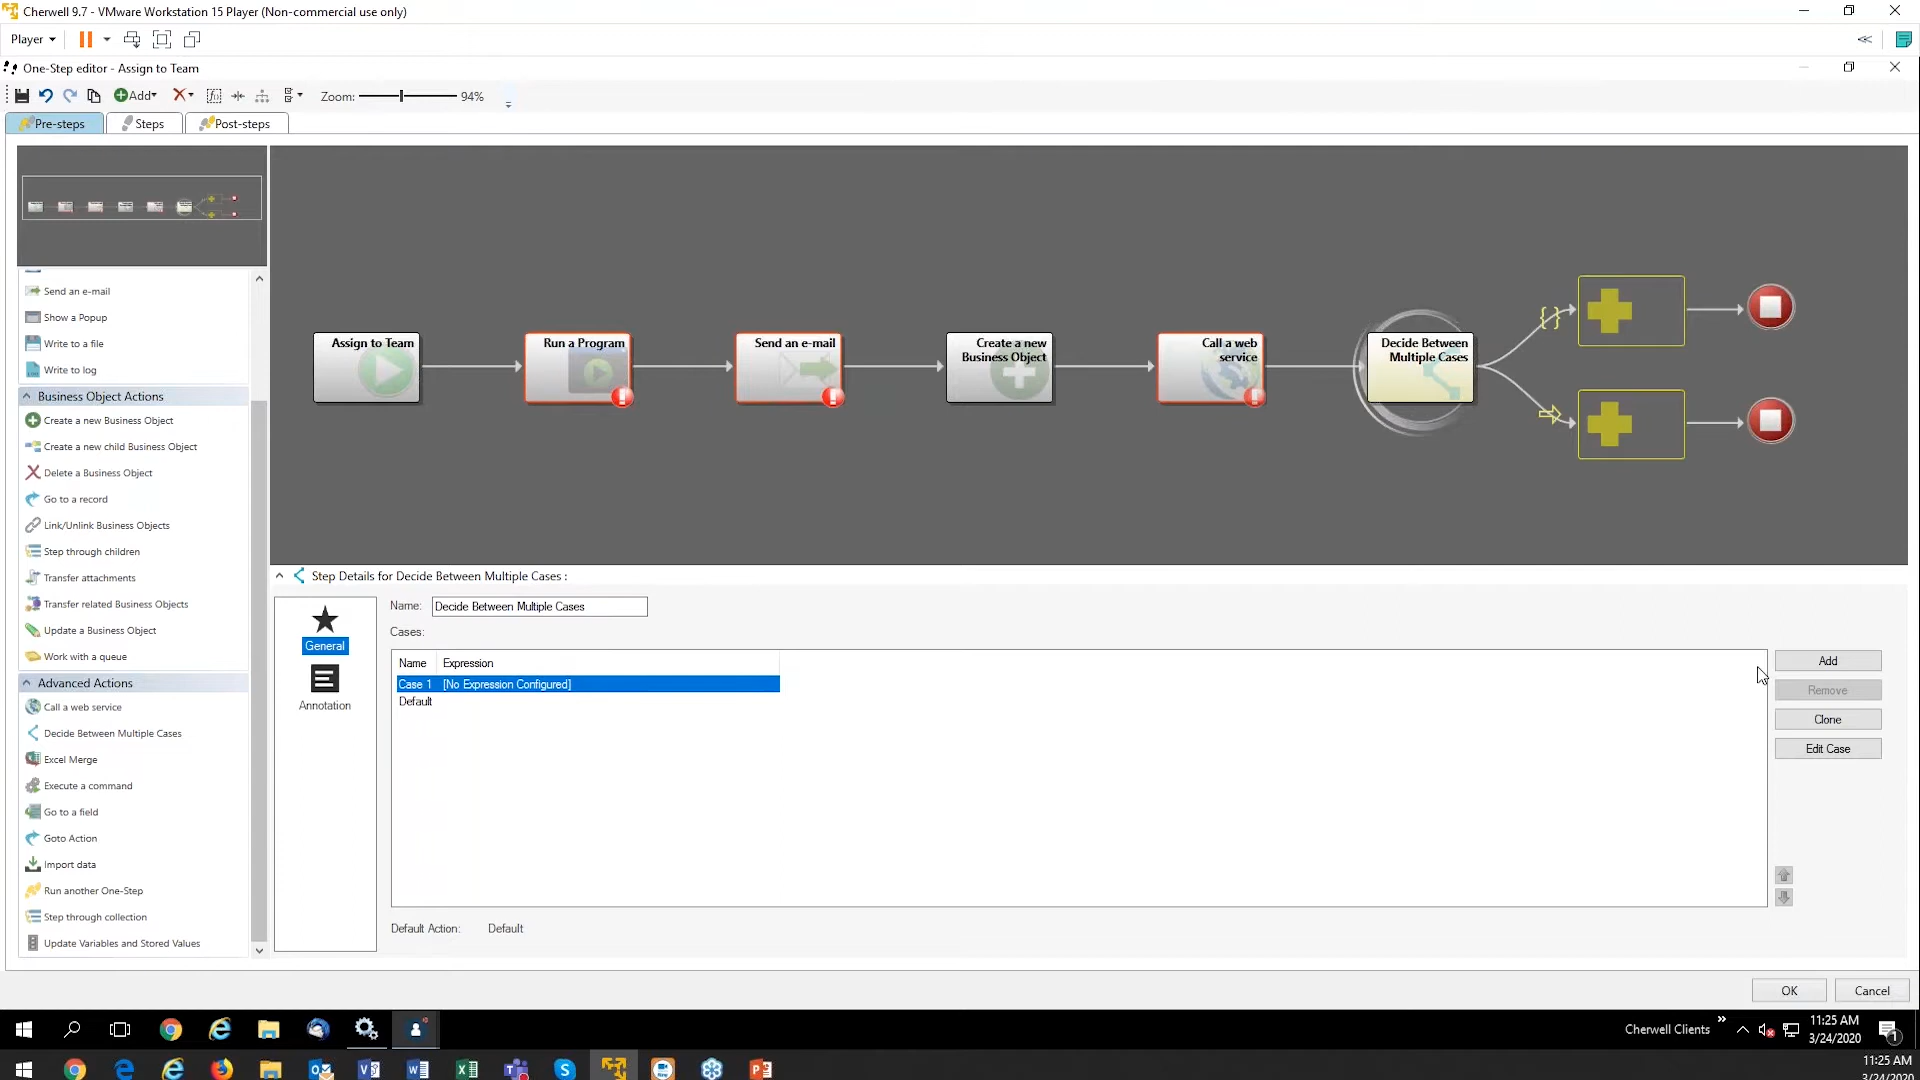 Cherwell 9.7 - VMware Workstation 15 Player (Non-commercial use only)
Player
One-Step editor - Assign to Team
Add
Zoom:
94%
Pre-steps
Steps
Post-steps
Send an e-mail
Show a Popup
Write to a file
Write to log
Business Object Actions
Create a new Business Object
Create a new child Business Object
Delete a Business Object
Go to a record
Link/Unlink Business Objects
Step through children
Transfer attachments
Transfer related Business Objects
Update a Business Object
Work with a queue
Advanced Actions
Call a web service
Decide Between Multiple Cases
Excel Merge
Execute a command
Go to a field
Goto Action
Import data
Run another One-Step
Step through collection
Update Variables and Stored Values
Assign to Team
Run a Program
Send an e-mail
Create a new
Business Object
Call a web
service
Decide Between
Multiple Cases
{ }
Step Details for Decide Between Multiple Cases :
General
Annotation
Name:
Decide Between Multiple Cases
Cases:
Name
Expression
Case 1
[No Expression Configured]
Default
Add
Remove
Clone
Edit Case
Default Action:
Default
OK
Cancel
Cherwell Clients
11:25 AM
3/24/2020
1
11:25 AM
3/24/2020